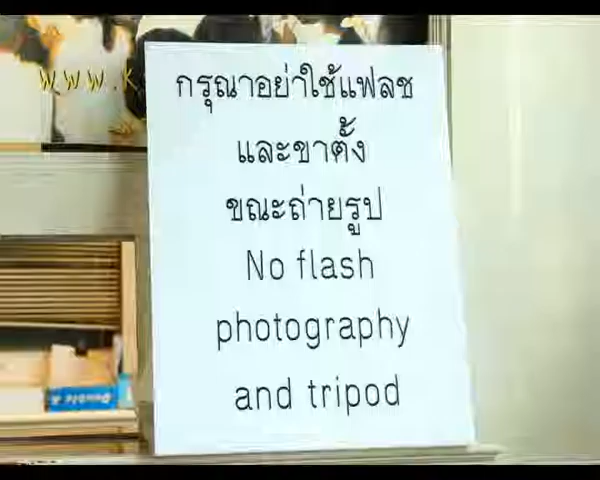 www.k
กรุณาอย่าใช้แฟลช
และขาตั้ง
ขณะถ่ายรูป
No flash
photography
and tripod